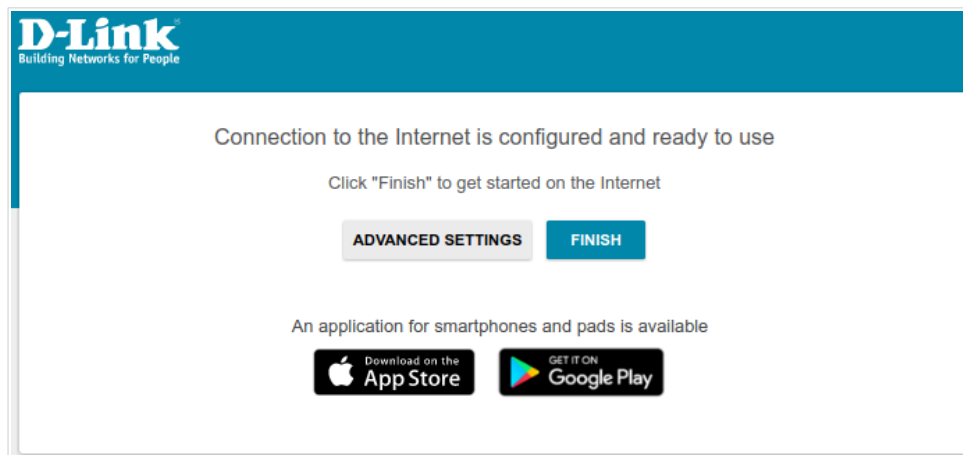 D-Link
Building Networks for People
Connection to the Internet is configured and ready to use
Click "Finish" to get started on the Internet
ADVANCED SETTINGS
FINISH
An application for smartphones and pads is available
Download on the
App Store
GET IT ON
Google Play